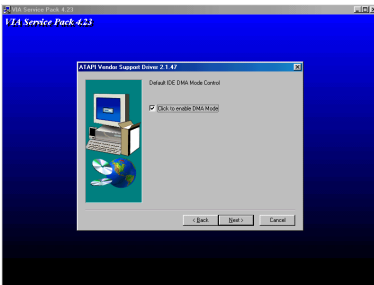 VIA Service Pack 4.23
VIA Service Pack 4.23
ATAPI Vendor Support Driver 2.1.47
Default IDE DMA Mode Control
Click to enable DMA Mode
< Back
Next >
Cancel